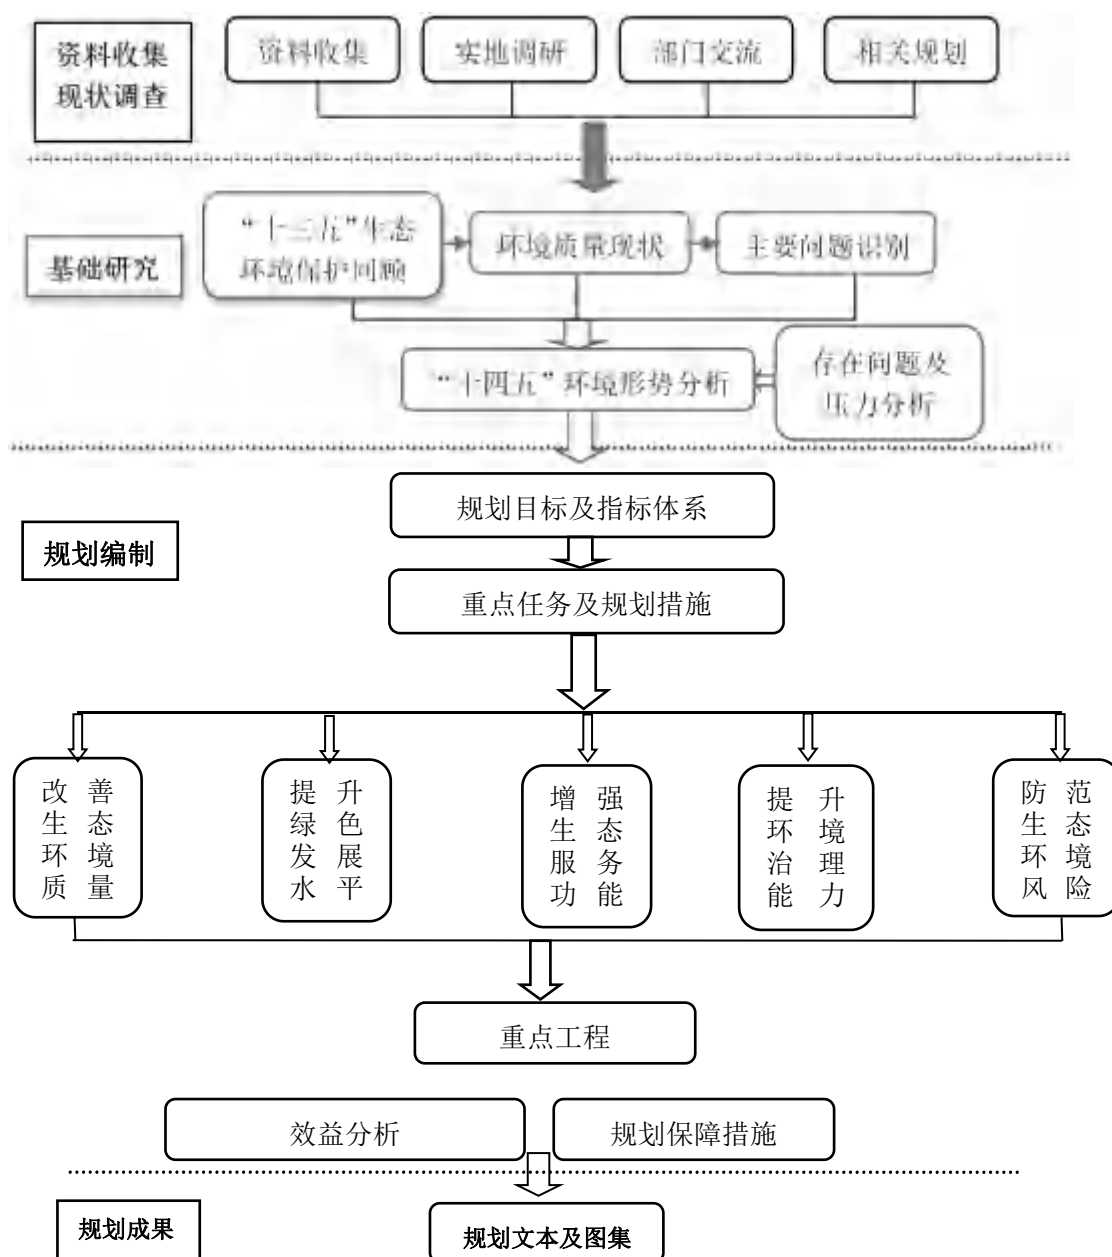 资料收集
现状调查
资料收集
实地调研
部门交流
相关规划
基础研究
“十三五”生态
环境保护回顾
环境质量现状
主要问题识别
“十四五”环境形势分析
存在问题及
压力分析
规划编制
规划目标及指标体系
重点任务及规划措施
改善
生态
环境
质量
提升
绿色
发展
水平
增强
生态
服务
功能
提升
环境
治理
能力
防范
生态
环境
风险
重点工程
效益分析
规划保障措施
规划成果
规划文本及图集